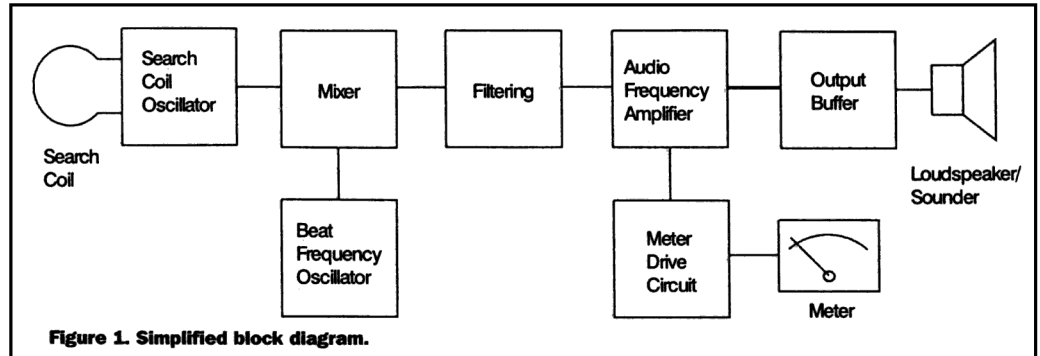 Search
Coil
Oscillator
Search
Coil
Mixer
Beat
Frequency
Oscillator
Filtering
Audio
Frequency
Amplifier
Meter
Drive
Circuit
Meter
Output
Buffer
Loudspeaker/
Sounder
Figure 1. Simplified block diagram.